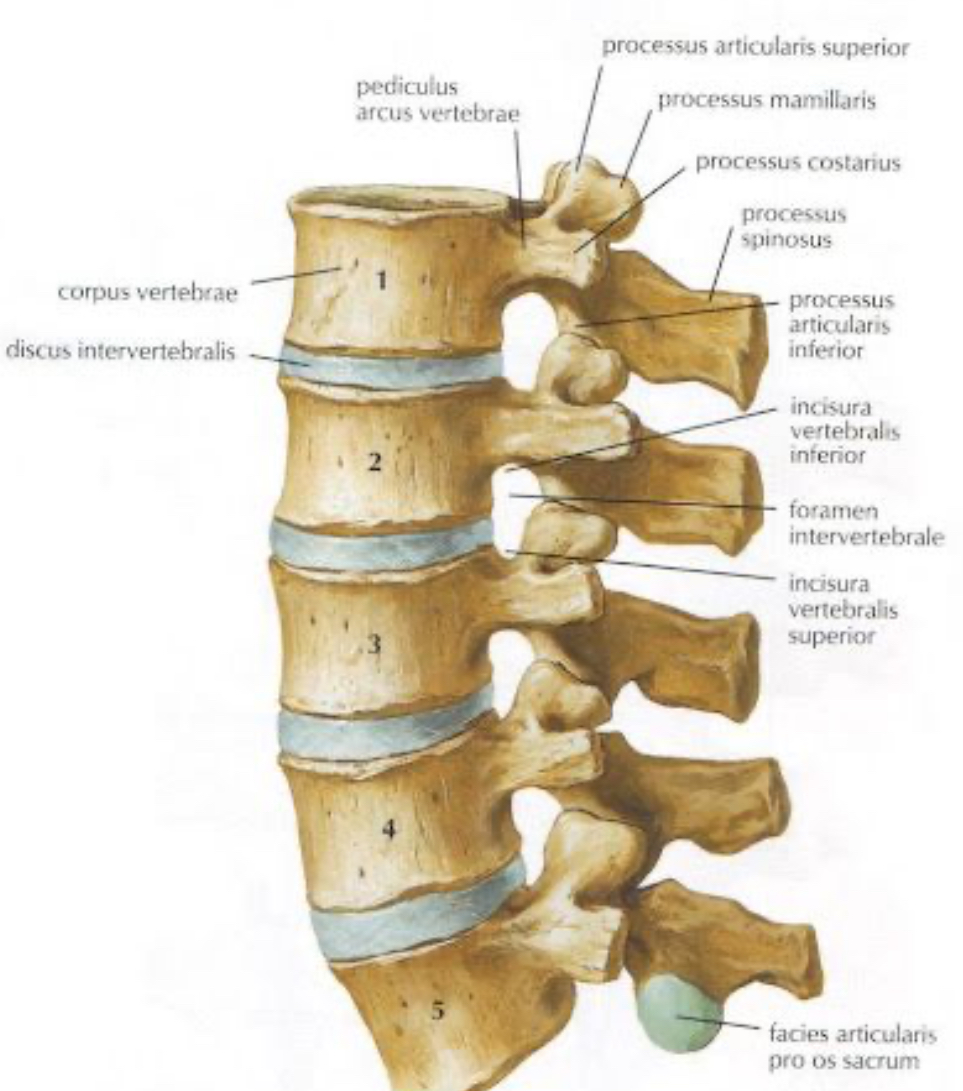 processus articularis superior
pediculus
arcus vertebrae
processus mamillaris
processus costarius
processus
spinosus
corpus vertebrae
1
processus
articularis
inferior
discus intervertebralis
incisura
vertebralis
inferior
2
foramen
intervertebrale
incisura
vertebralis
superior
3
4
5
facies articularis
pro os sacrum